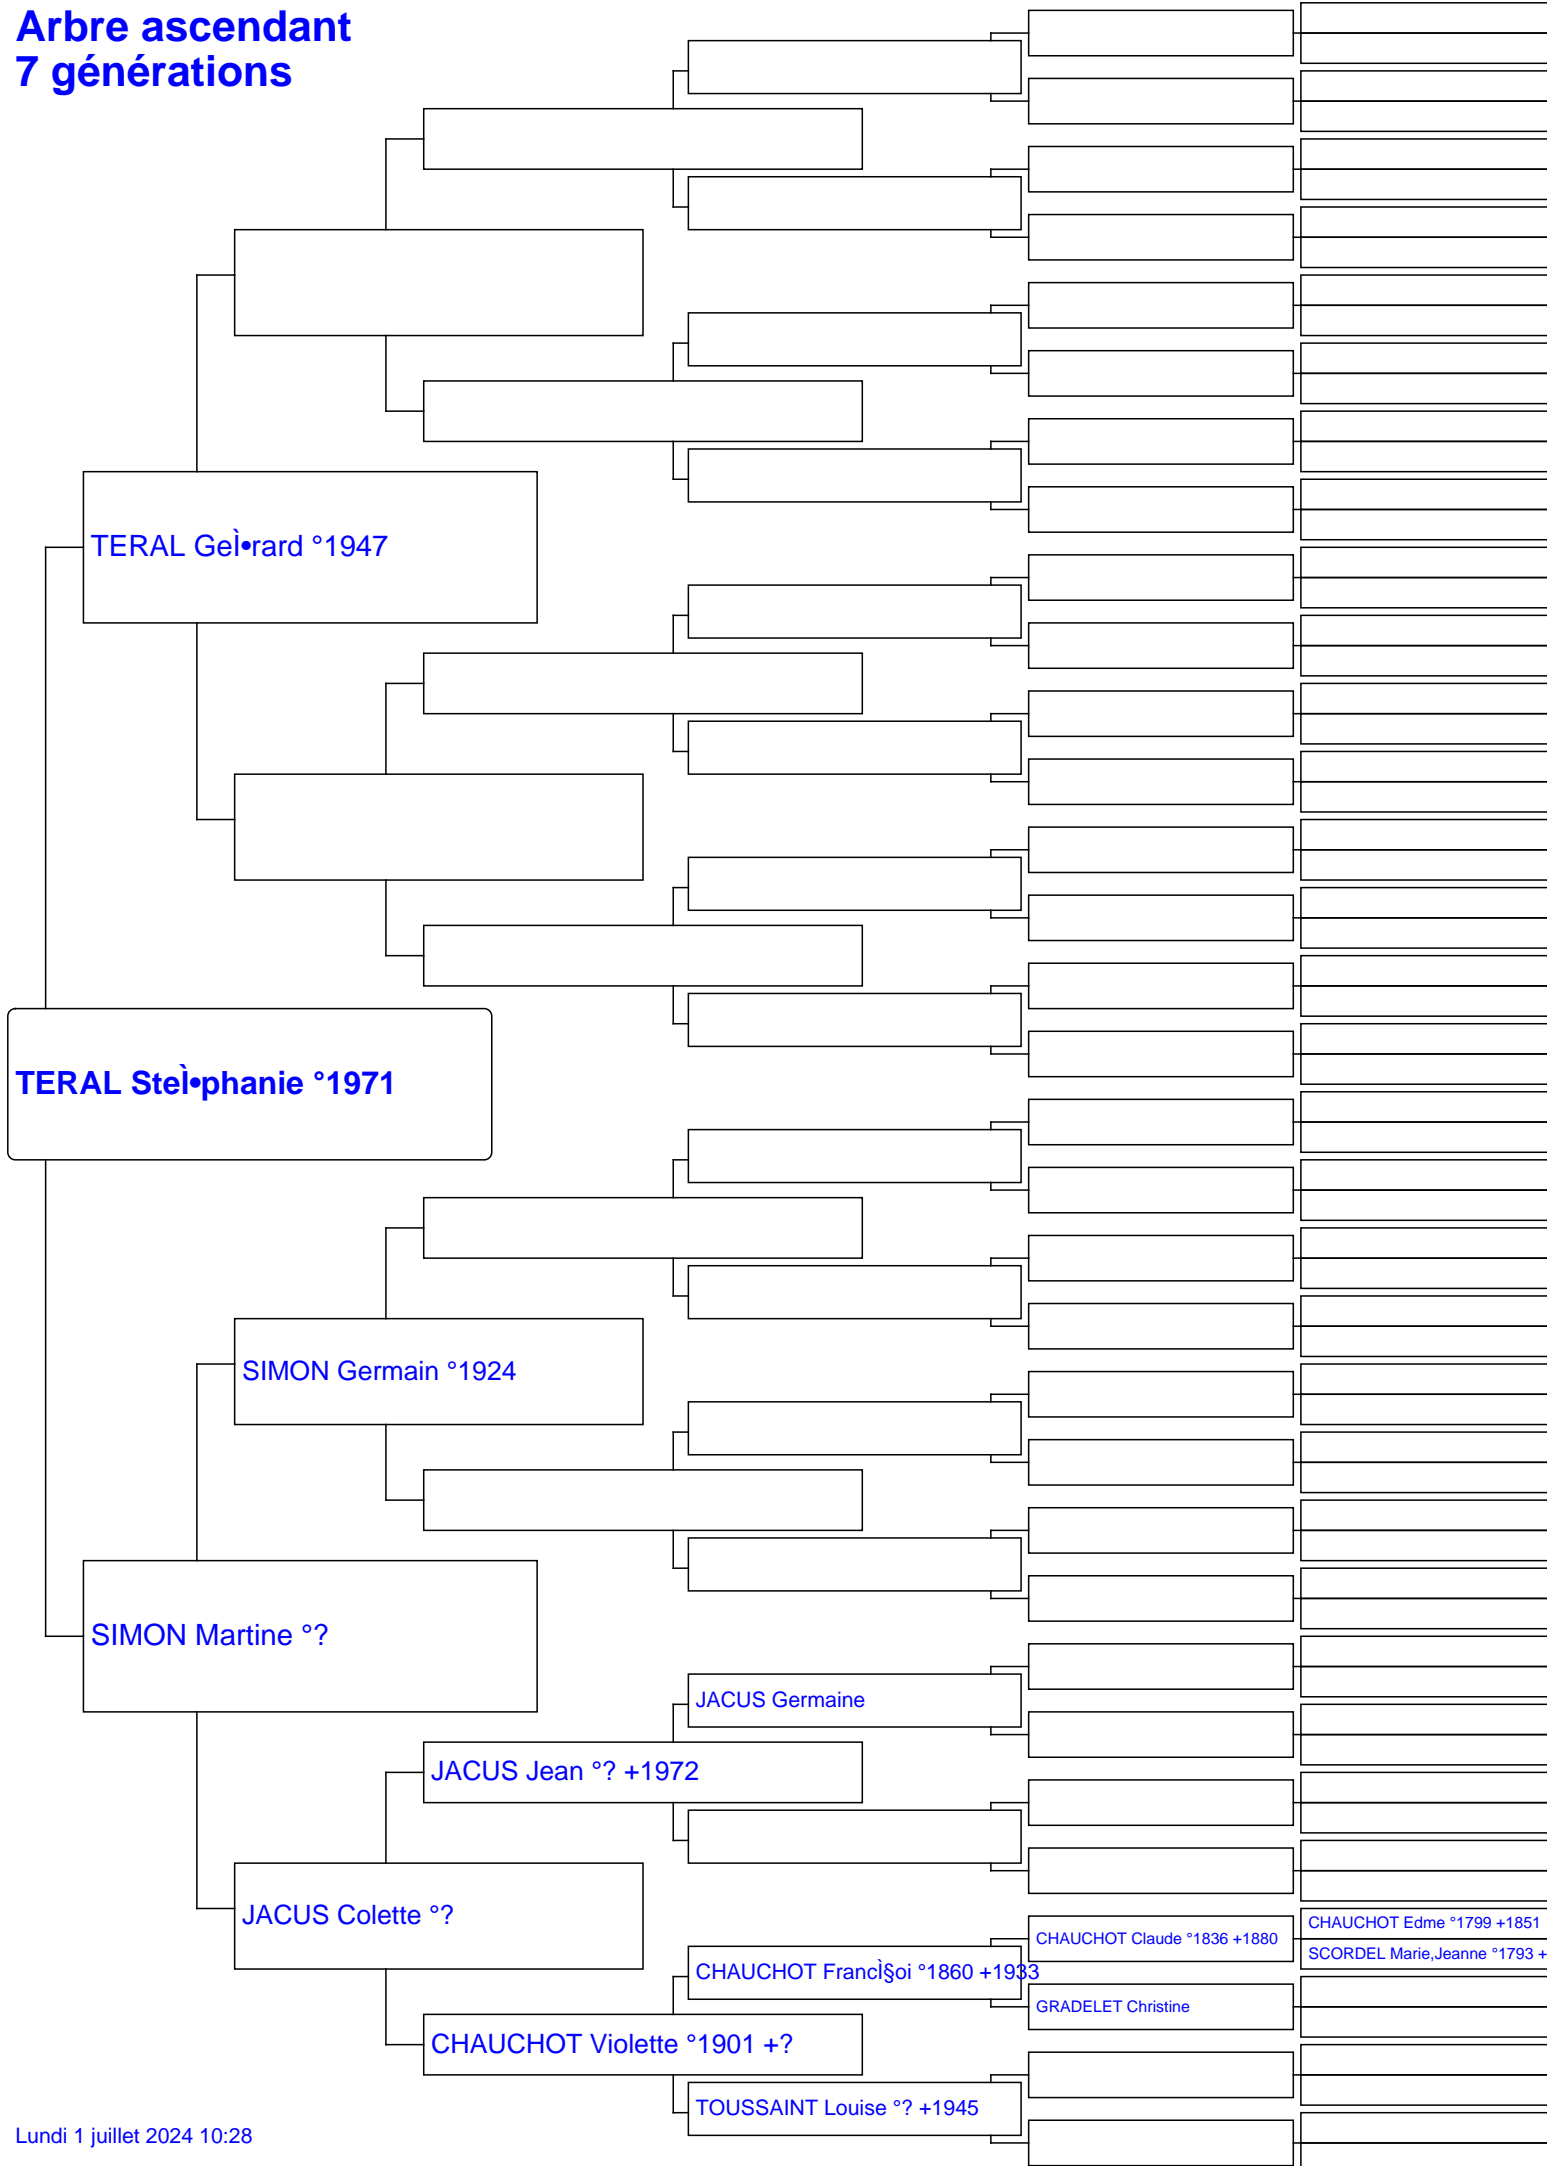 Arbre ascendant
7 générations
TERAL GeÌ•rard °1947
TERAL SteÌ•phanie °1971
SIMON Germain °1924
SIMON Martine °?
JACUS Germaine
JACUS Jean °? +1972
JACUS Colette °?
CHAUCHOT Claude °1836 +1880
CHAUCHOT Edme °1799 +1851
SCORDEL Marie,Jeanne °1793 +
CHAUCHOT FrancÌ§oi °1860 +1933
GRADELET Christine
CHAUCHOT Violette °1901 +?
TOUSSAINT Louise °? +1945
Lundi 1 juillet 2024 10:28